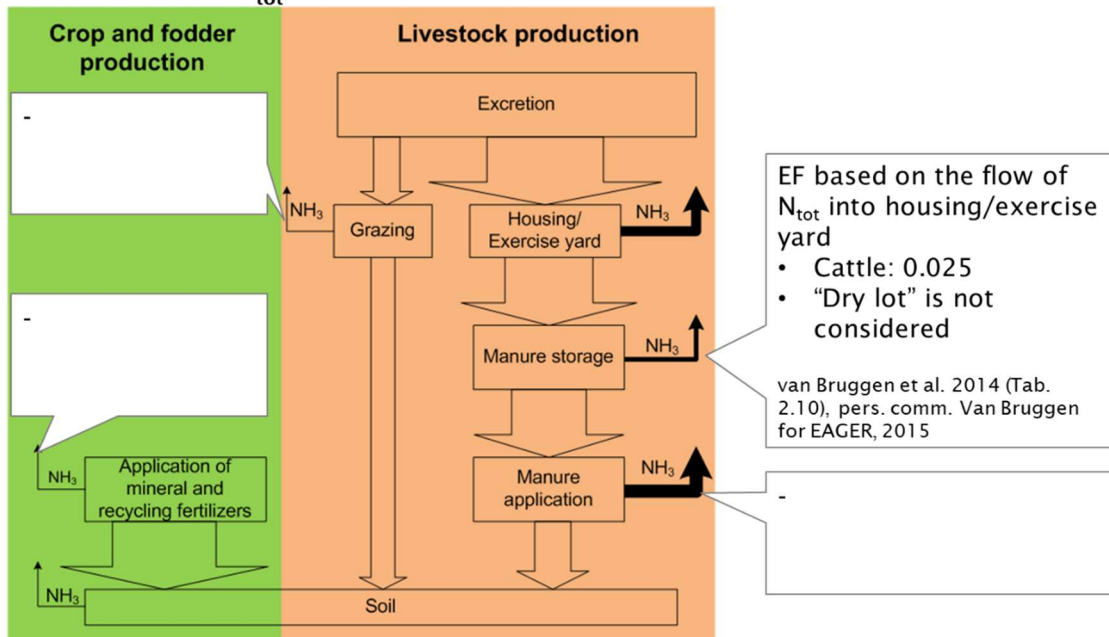 tot
Crop and fodder
production
Livestock production
-
Excretion
NH₃
Grazing
Housing/
Exercise yard
NH₃
EF based on the flow of
Nₜₒₜ into housing/exercise
yard
• Cattle: 0.025
• “Dry lot” is not
considered
van Bruggen et al. 2014 (Tab.
2.10), pers. comm. Van Bruggen
for EAGER, 2015
-
Manure storage
NH₃
NH₃
Application of
mineral and
recycling fertilizers
Manure
application
NH₃
-
NH₃
Soil